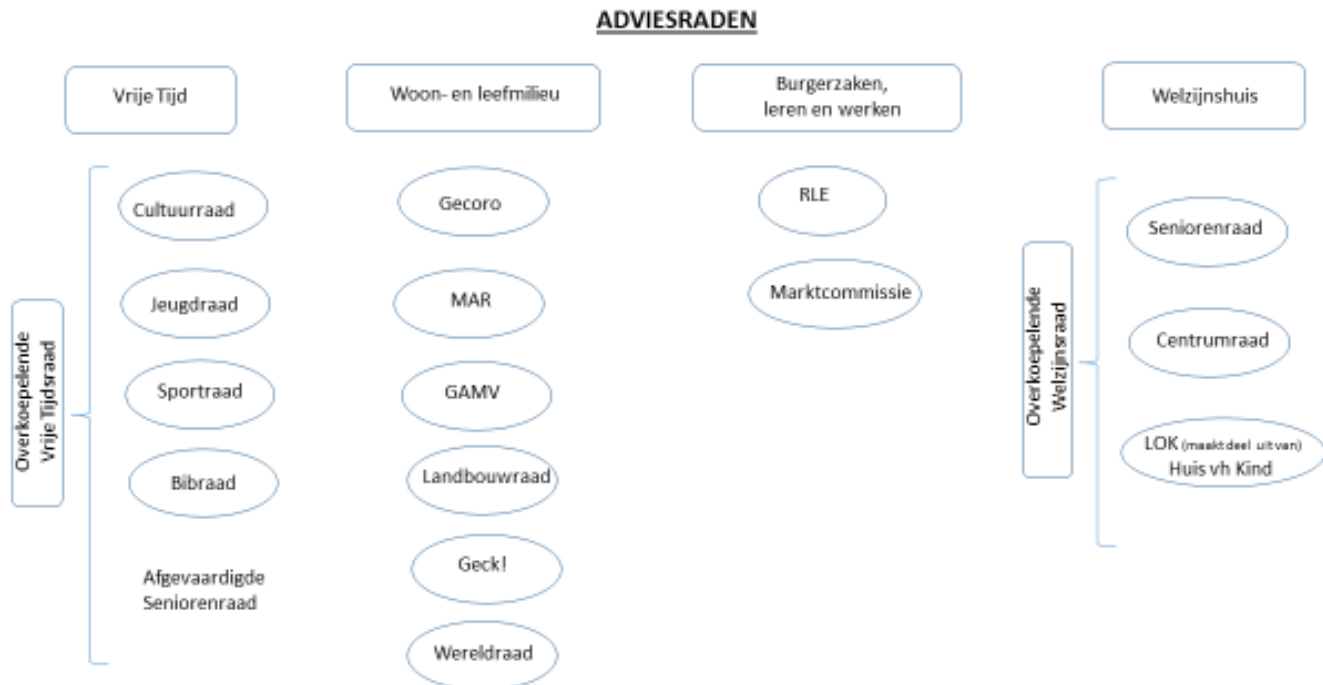 ADVIESRADEN
Vrije Tijd
Woon- en leefmilieu
Burgerzaken,
leren en werken
Welzijnshuis
Overkoepelende
Vrije Tijdsraad
Cultuurraad
Jeugdraad
Sportraad
Bibraad
Afgevaardigde
Seniorenraad
Gecoro
MAR
GAMV
Landbouwraad
Geck!
Wereldraad
RLE
Marktcommissie
Overkoepelende
Welzijnsraad
Seniorenraad
Centrumraad
LOK (maakt deel uit van)
Huis vh Kind